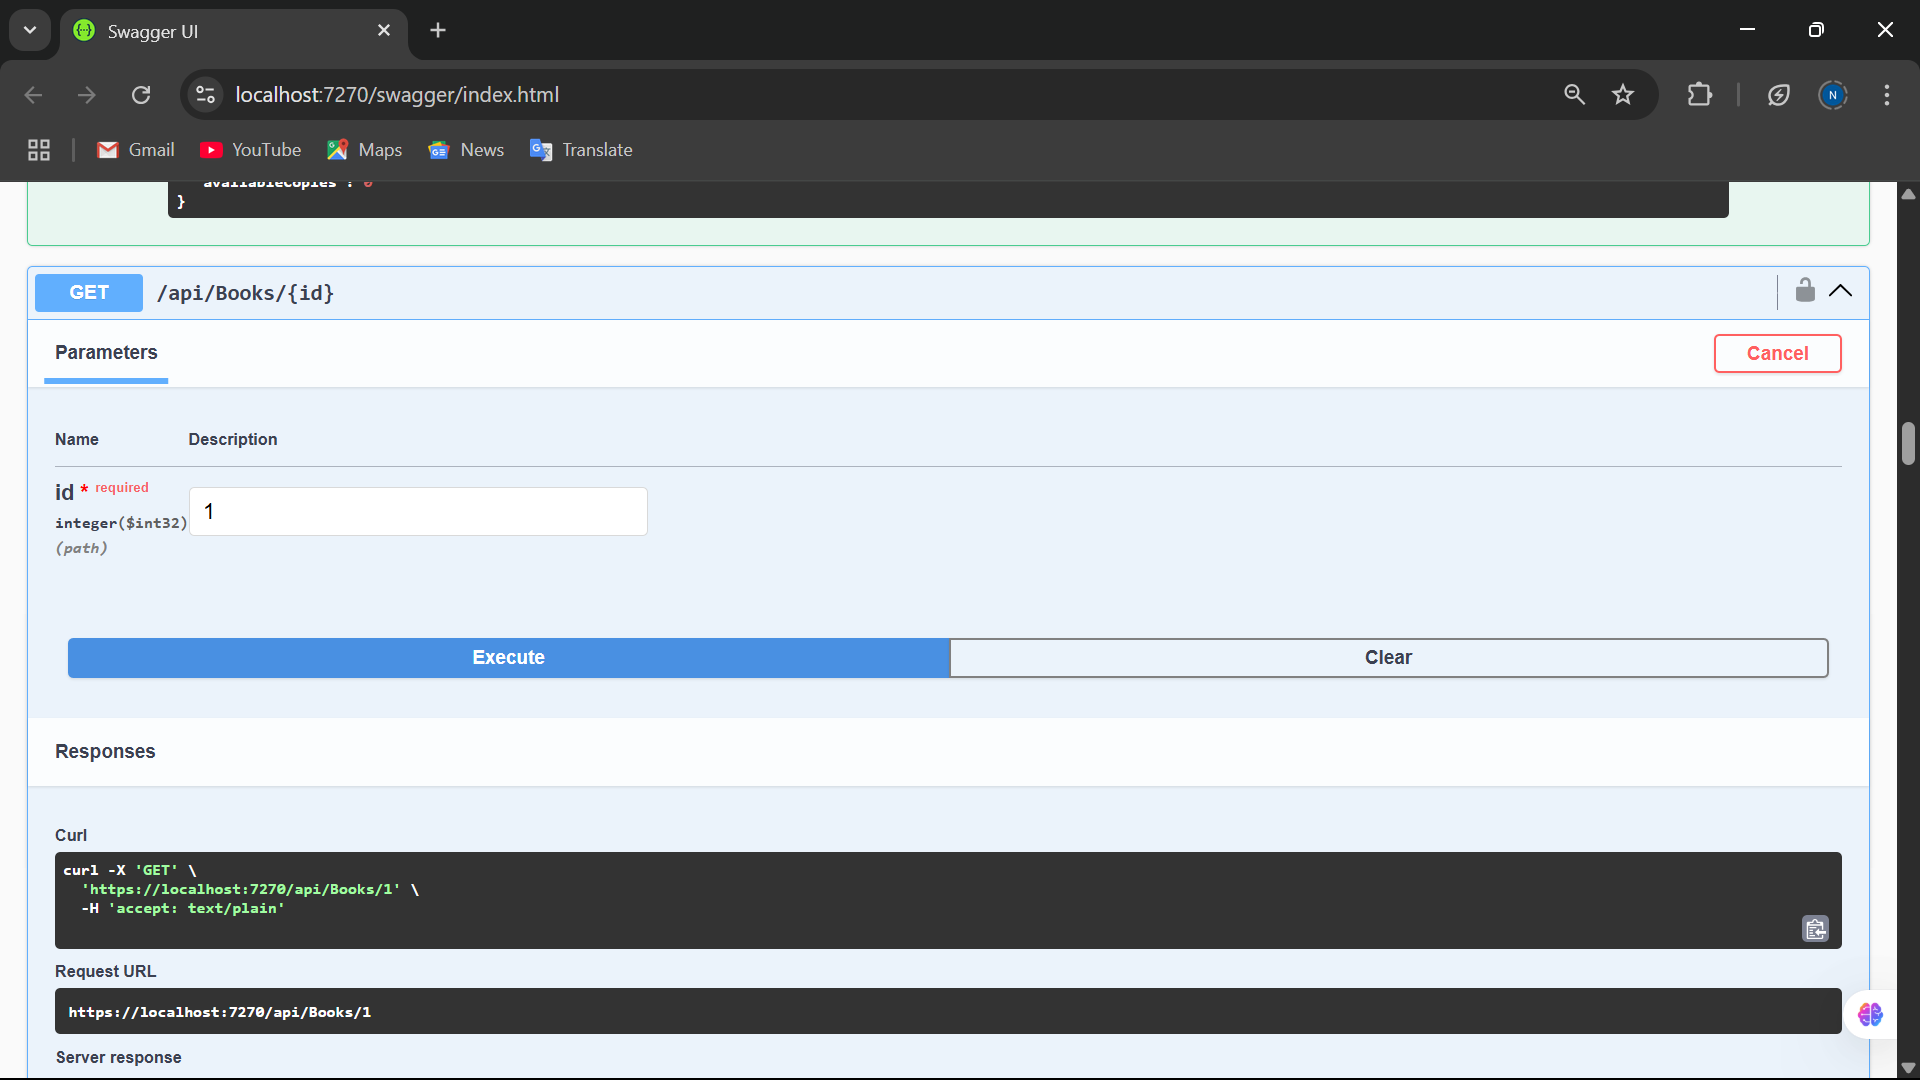 Swagger UI
localhost:7270/swagger/index.html
N
Gmail
YouTube
Maps
News
Translate
availableCopies": 0
}
GET /api/Books/{id}
Parameters
Cancel
Name Description
id * required
integer($int32)
(path)
1
Execute
Clear
Responses
Curl
curl -X 'GET' \
'https://localhost:7270/api/Books/1' \
-H 'accept: text/plain'
Request URL
https://localhost:7270/api/Books/1
Server response